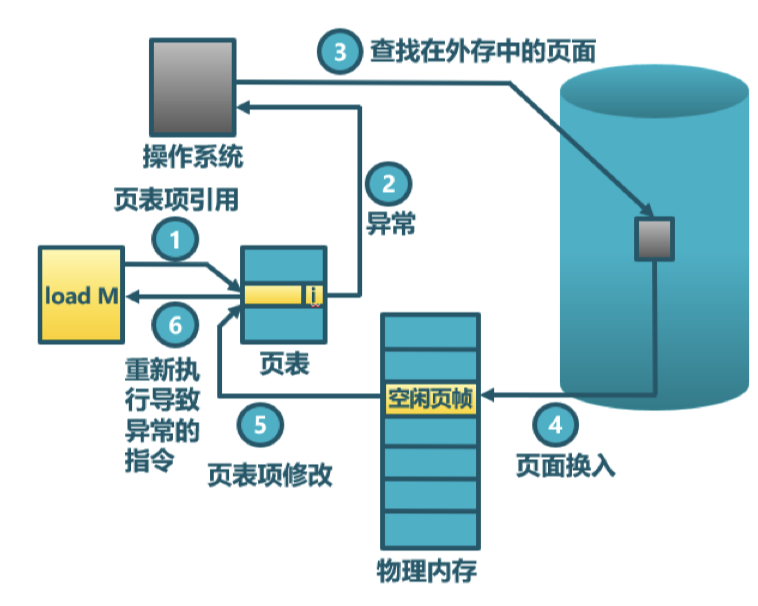 3 查找在外存中的页面
操作系统
2
异常
页表项引用
1
load M
i
6
页表
重新执
行导致
异常的
指令
空闲页帧
5
页表项修改
4
页面换入
物理内存